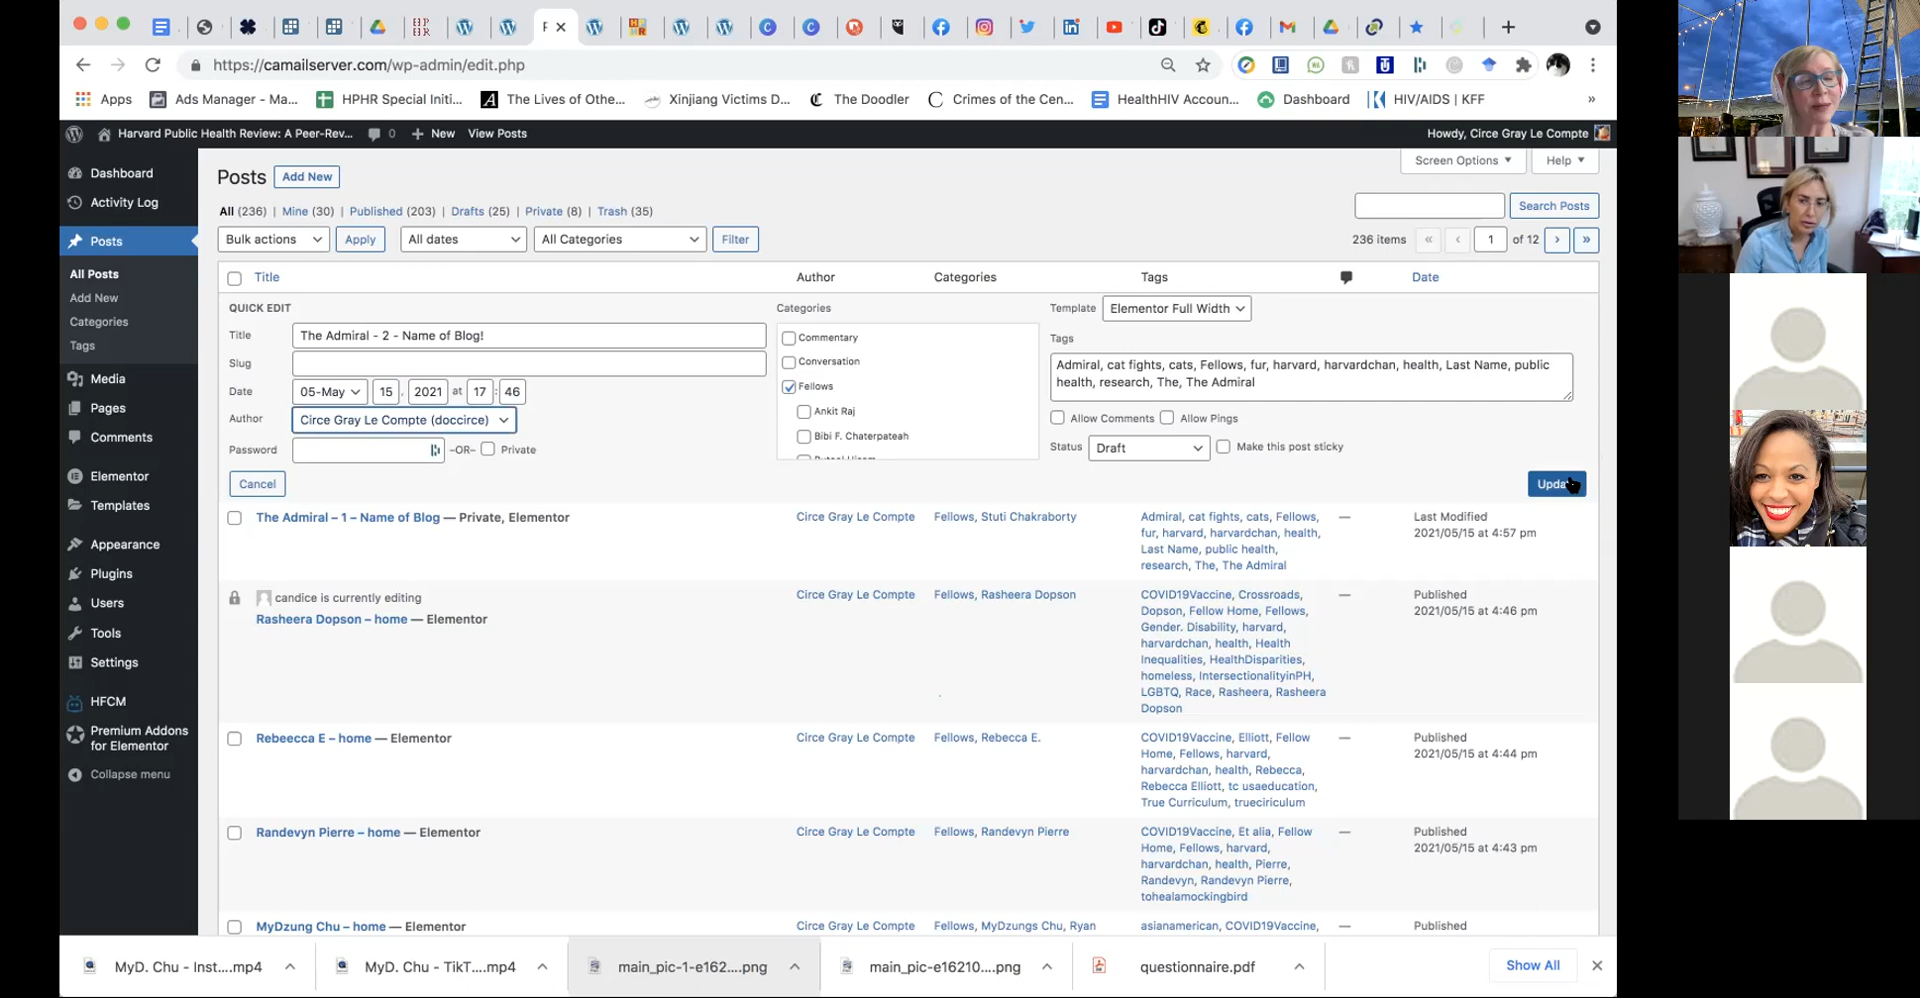 https://camailserver.com/wp-admin/edit.php
Apps
Ads Manager - Ma...
HPHR Special Initi...
The Lives of Othe...
Xinjiang Victims D...
The Doodler
Crimes of the Cen...
HealthHIV Accoun...
Dashboard
HIV/AIDS | KFF
»
Harvard Public Health Review: A Peer-Rev...
0
New
View Posts
Howdy, Circe Gray Le Compte
Dashboard
Activity Log
Posts
All Posts
Add New
Categories
Tags
Media
Pages
Comments
Elementor
Templates
Appearance
Plugins
Users
Tools
Settings
HFCM
Premium Addons
for Elementor
Collapse menu
Screen Options
Help
Posts
Add New
All (236) | Mine (30) | Published (203) | Drafts (25) | Private (8) | Trash (35)
Search Posts
Bulk actions
Apply
All dates
All Categories
Filter
236 items « ‹ 1 of 12 › »
Title Author Categories Tags Date
QUICK EDIT
Title The Admiral - 2 - Name of Blog!
Slug
Date 05-May 15 , 2021 at 17 : 46
Author Circe Gray Le Compte (doccirce)
Password –OR– Private
Categories
Commentary
Conversation
Fellows
Ankit Raj
Bibi F. Chaterpateah
Template Elementor Full Width
Tags
Admiral, cat fights, cats, Fellows, fur, harvard, harvardchan, health, Last Name, public
health, research, The, The Admiral
Allow Comments Allow Pings
Status Draft Make this post sticky
Cancel
The Admiral – 1 – Name of Blog — Private, Elementor
Circe Gray Le Compte
Fellows, Stuti Chakraborty
Admiral, cat fights, cats, Fellows,
fur, harvard, harvardchan, health,
Last Name, public health,
research, The, The Admiral
—
Last Modified
2021/05/15 at 4:57 pm
candice is currently editing
Rasheera Dopson – home — Elementor
Circe Gray Le Compte
Fellows, Rasheera Dopson
COVID19Vaccine, Crossroads,
Dopson, Fellow Home, Fellows,
Gender. Disability, harvard,
harvardchan, health, Health
Inequalities, HealthDisparities,
homeless, IntersectionalityinPH,
LGBTQ, Race, Rasheera, Rasheera
Dopson
—
Published
2021/05/15 at 4:46 pm
Rebeecca E – home — Elementor
Circe Gray Le Compte
Fellows, Rebecca E.
COVID19Vaccine, Elliott, Fellow
Home, Fellows, harvard,
harvardchan, health, Rebecca,
Rebecca Elliott, tc usaeducation,
True Curriculum, trueciriculum
—
Published
2021/05/15 at 4:44 pm
Randevyn Pierre – home — Elementor
Circe Gray Le Compte
Fellows, Randevyn Pierre
COVID19Vaccine, Et alia, Fellow
Home, Fellows, harvard,
harvardchan, health, Pierre,
Randevyn, Randevyn Pierre,
tohealamockingbird
—
Published
2021/05/15 at 4:43 pm
MyDzung Chu – home — Elementor
Circe Gray Le Compte
Fellows, MyDzungs Chu, Ryan
asianamerican, COVID19Vaccine,
—
Published
MyD. Chu - Inst....mp4
MyD. Chu - TikT....mp4
main_pic-1-e162....png
main_pic-e16210....png
questionnaire.pdf
Show All